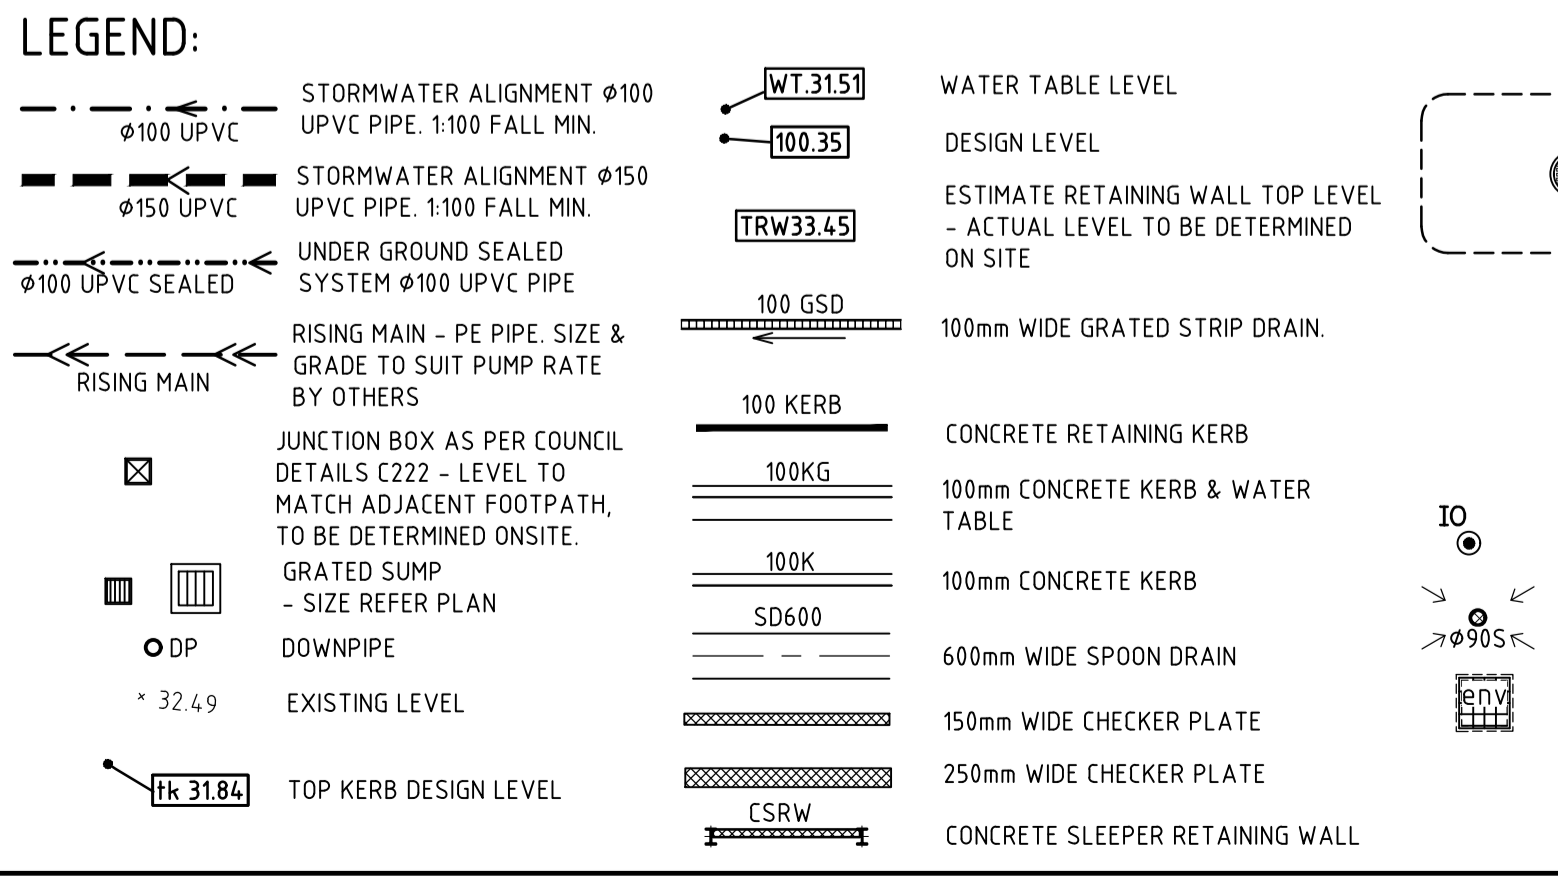 LEGEND:
Ø100 UPVC
STORMWATER ALIGNMENT Ø100
UPVC PIPE. 1:100 FALL MIN.
Ø150 UPVC
STORMWATER ALIGNMENT Ø150
UPVC PIPE. 1:100 FALL MIN.
Ø100 UPVC SEALED
UNDER GROUND SEALED
SYSTEM Ø100 UPVC PIPE
RISING MAIN
RISING MAIN - PE PIPE. SIZE &
GRADE TO SUIT PUMP RATE
BY OTHERS
JUNCTION BOX AS PER COUNCIL
DETAILS C222 - LEVEL TO
MATCH ADJACENT FOOTPATH,
TO BE DETERMINED ONSITE.
GRATED SUMP
- SIZE REFER PLAN
DP
DOWNPIPE
× 32.49
EXISTING LEVEL
tk 31.84
TOP KERB DESIGN LEVEL
WT.31.51
WATER TABLE LEVEL
100.35
DESIGN LEVEL
TRW33.45
ESTIMATE RETAINING WALL TOP LEVEL
- ACTUAL LEVEL TO BE DETERMINED
ON SITE
100 GSD
100mm WIDE GRATED STRIP DRAIN.
100 KERB
CONCRETE RETAINING KERB
100KG
100mm CONCRETE KERB & WATER
TABLE
100K
100mm CONCRETE KERB
SD600
600mm WIDE SPOON DRAIN
150mm WIDE CHECKER PLATE
250mm WIDE CHECKER PLATE
CSRW
CONCRETE SLEEPER RETAINING WALL
IO
Ø90S
env